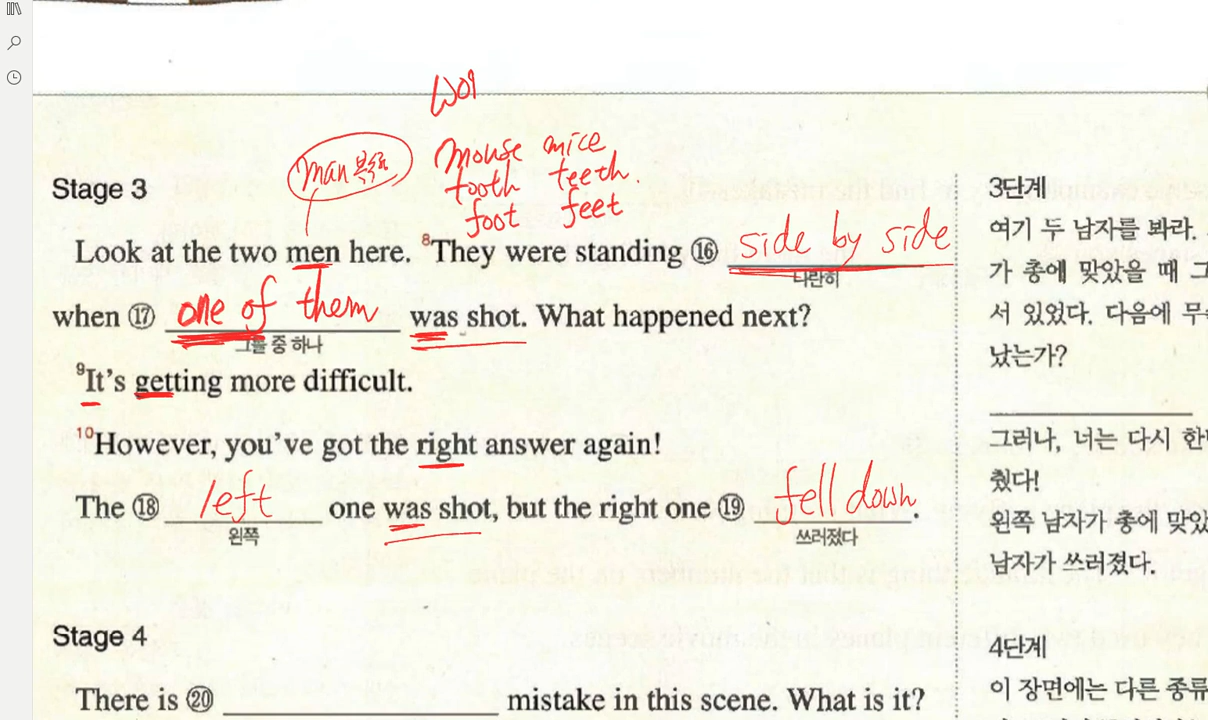 wo
man 복수
mouse mice
tooth teeth.
foot feet
Stage 3
Look at the two men here. 8They were standing ⑯ side by side
나란히
when ⑰ one of them was shot. What happened next?
그들 중 하나
9It's getting more difficult.
10However, you've got the right answer again!
The ⑱ left one was shot, but the right one ⑲ fell down.
왼쪽 쓰러졌다
Stage 4
There is ⑳ mistake in this scene. What is it?
3단계
여기 두 남자를 봐라.
가 총에 맞았을 때
서 있었다. 다음에
났는가?
그러나, 너는 다시
췄다!
왼쪽 남자가 총에
남자가 쓰러졌다.
4단계
이 장면에는 다른 종류